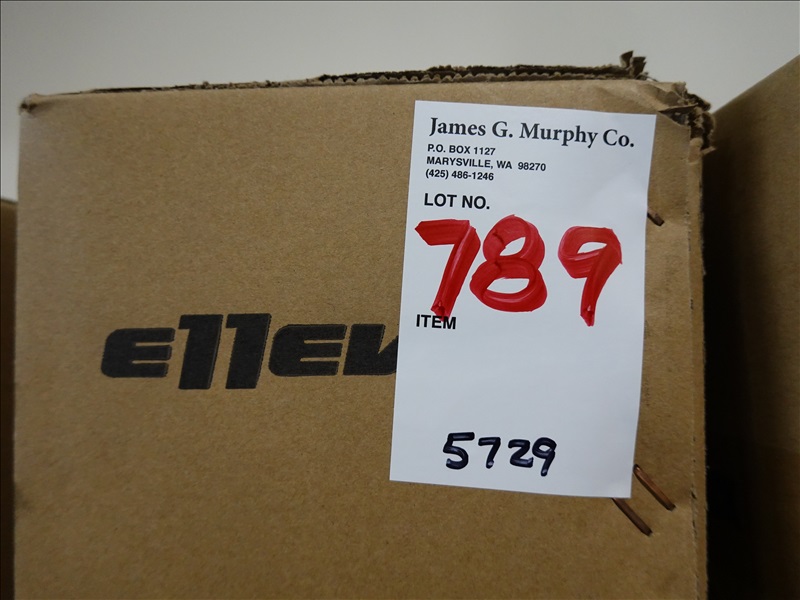 James G. Murphy Co.
P.O. BOX 1127
MARYSVILLE, WA 98270
(425) 486-1246
LOT NO.
789
ITEM
5729